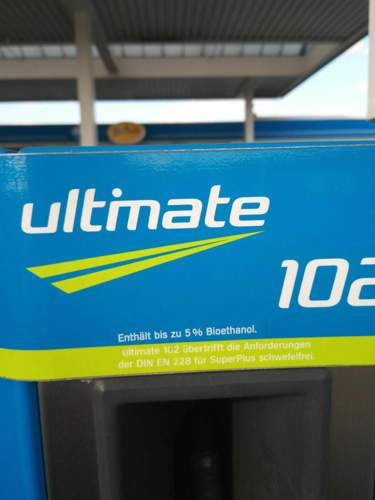 ultimate
102
Enthält bis zu 5% Bioethanol.
ultimate 102 übertrifft die Anforderungen
der DIN EN 228 für SuperPlus schwefelfrei.